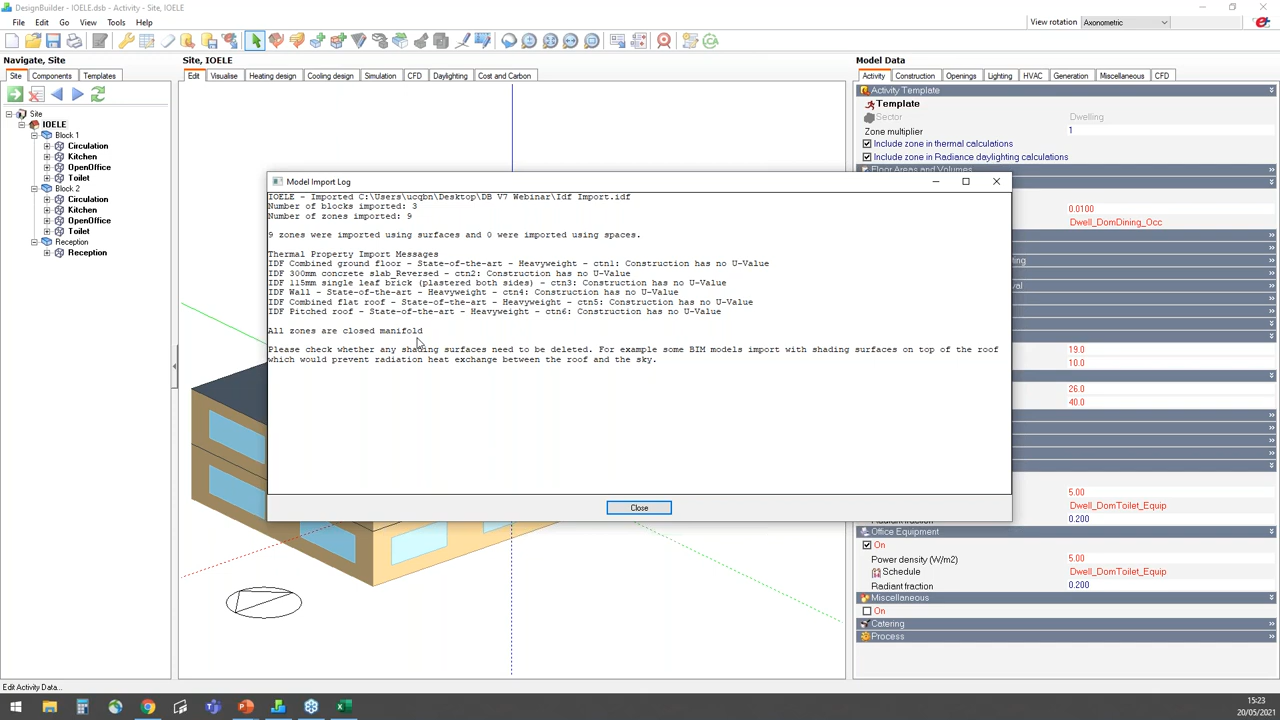 DesignBuilder - IOELE.dsb - Activity - Site, IOELE
File Edit Go View Tools Help
View rotation Axonometric
Navigate, Site
Site Components Templates
Site
IOELE
Block 1
Circulation
Kitchen
OpenOffice
Toilet
Block 2
Circulation
Kitchen
OpenOffice
Toilet
Reception
Reception
Site, IOELE
Edit Visualise Heating design Cooling design Simulation CFD Daylighting Cost and Carbon
Model Import Log
IOELE - Imported C:\Users\ucqbn\Desktop\DB V7 Webinar\Idf Import.idf
Number of blocks imported: 3
Number of zones imported: 9
9 zones were imported using surfaces and 0 were imported using spaces.
Thermal Property Import Messages
IDF Combined ground floor - State-of-the-art - Heavyweight - ctn1: Construction has no U-Value
IDF 300mm concrete slab_Reversed - ctn2: Construction has no U-Value
IDF 115mm single leaf brick (plastered both sides) - ctn3: Construction has no U-Value
IDF Wall - State-of-the-art - Heavyweight - ctn4: Construction has no U-Value
IDF Combined flat roof - State-of-the-art - Heavyweight - ctn5: Construction has no U-Value
IDF Pitched roof - State-of-the-art - Heavyweight - ctn6: Construction has no U-Value
All zones are closed manifold
Please check whether any shading surfaces need to be deleted. For example some BIM models import with shading surfaces on top of the roof
which would prevent radiation heat exchange between the roof and the sky.
Close
Model Data
Activity Construction Openings Lighting HVAC Generation Miscellaneous CFD
Activity Template
Template
Sector Dwelling
Zone multiplier 1
Include zone in thermal calculations
Include zone in Radiance daylighting calculations
Floor Areas and Volumes
0.0100
Dwell_DomDining_Occ
19.0
10.0
26.0
40.0
5.00
Dwell_DomToilet_Equip
Radiant fraction 0.200
Office Equipment
On
Power density (W/m2) 5.00
Schedule Dwell_DomToilet_Equip
Radiant fraction 0.200
Miscellaneous
On
Catering
Process
Edit Activity Data...
15:23
20/05/2021